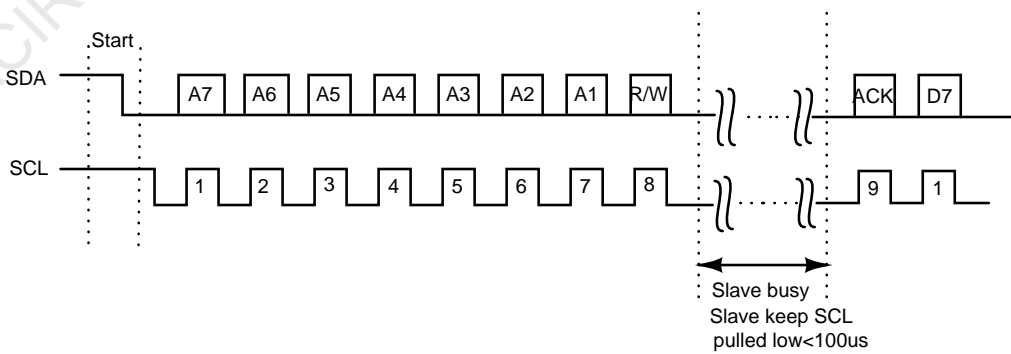 Start
SDA A7 A6 A5 A4 A3 A2 A1 R/W ACK D7
SCL 1 2 3 4 5 6 7 8 9 1
Slave busy
Slave keep SCL
pulled low<100us